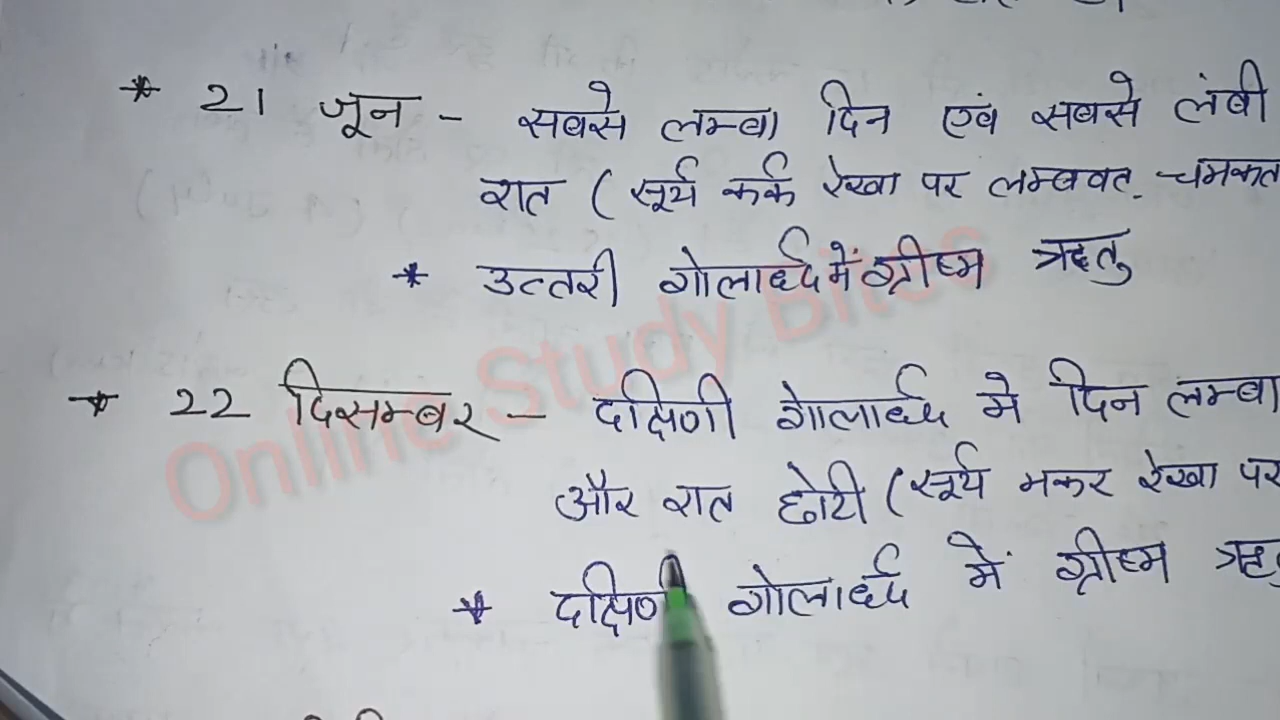 * 21 जून - सबसे लम्बा दिन एवं सबसे लंबी
रात (सूर्य कर्क रेखा पर लम्बवत् चमकत
* उत्तरी गोलार्ध्द में ग्रीष्म ऋतु
* 22 दिसम्बर - दक्षिणी गोलार्ध्द मे दिन लम्बा
और रात छोटी (सूर्य मकर रेखा पर
* दक्षिणी गोलार्ध्द में ग्रीष्म
Online Study Bites